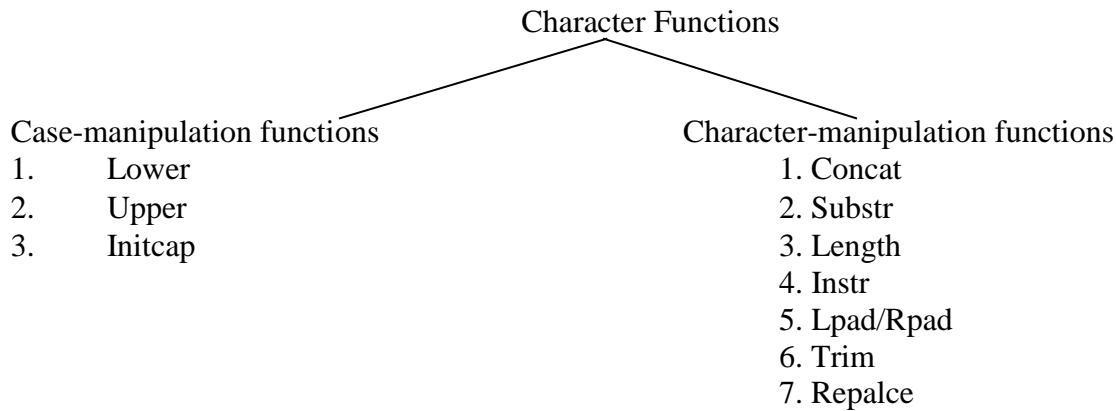 Character Functions
Case-manipulation functions
1. Lower
2. Upper
3. Initcap
Character-manipulation functions
1. Concat
2. Substr
3. Length
4. Instr
5. Lpad/Rpad
6. Trim
7. Repalce